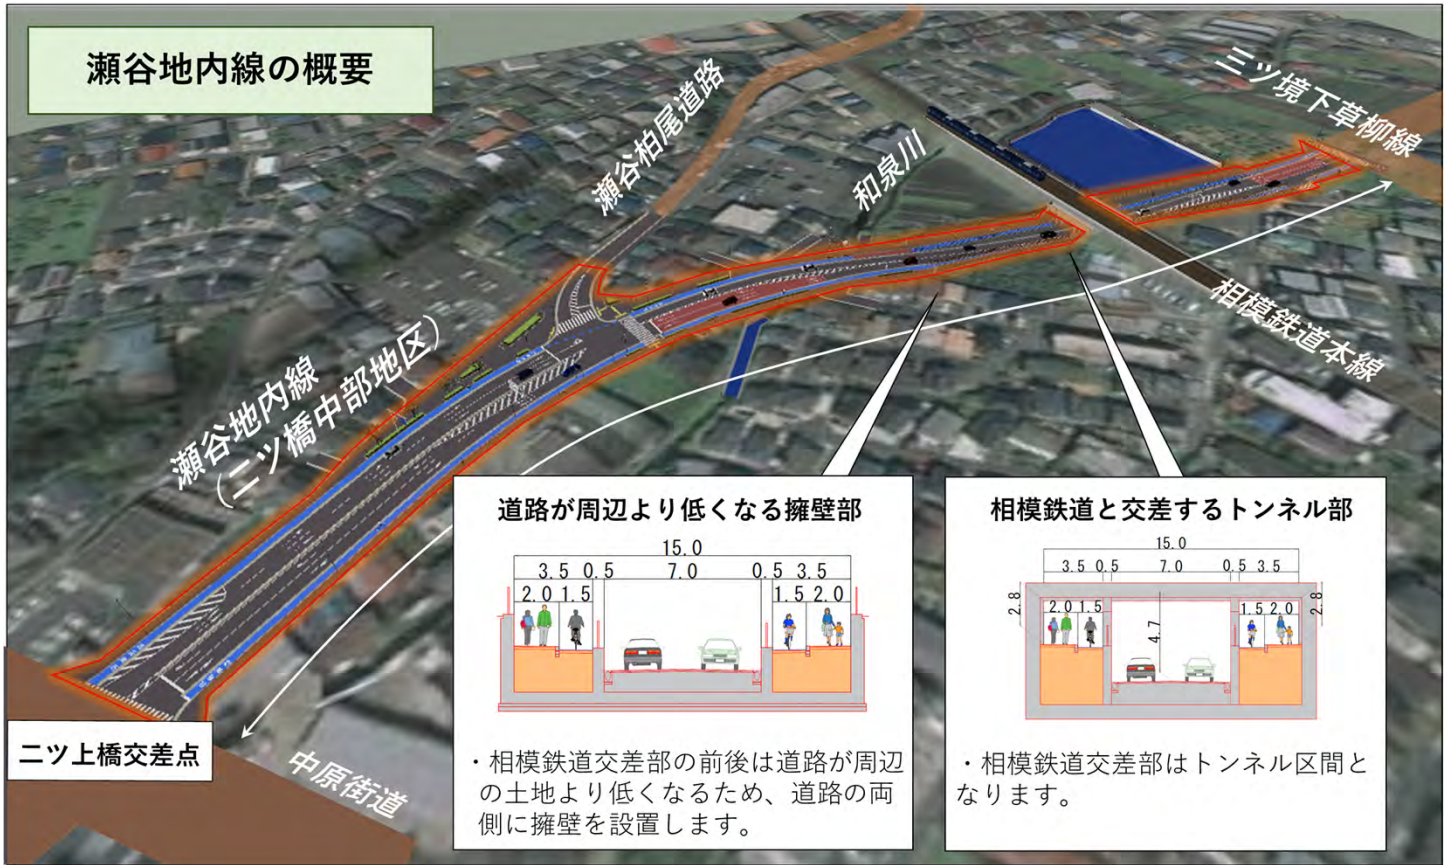 瀬谷地内線の概要
瀬谷柏尾道路
和泉川
三ツ境下草柳線
相模鉄道本線
瀬谷地内線
（二ツ橋中部地区）
二ツ上橋交差点
中原街道
道路が周辺より低くなる擁壁部
15.0
3.5 0.5 7.0 0.5 3.5
2.0 1.5 1.5 2.0
・相模鉄道交差部の前後は道路が周辺
の土地より低くなるため、道路の両
側に擁壁を設置します。
相模鉄道と交差するトンネル部
15.0
3.5 0.5 7.0 0.5 3.5
2.8 2.0 1.5 1.5 2.0 2.8
4.7
・相模鉄道交差部はトンネル区間と
なります。